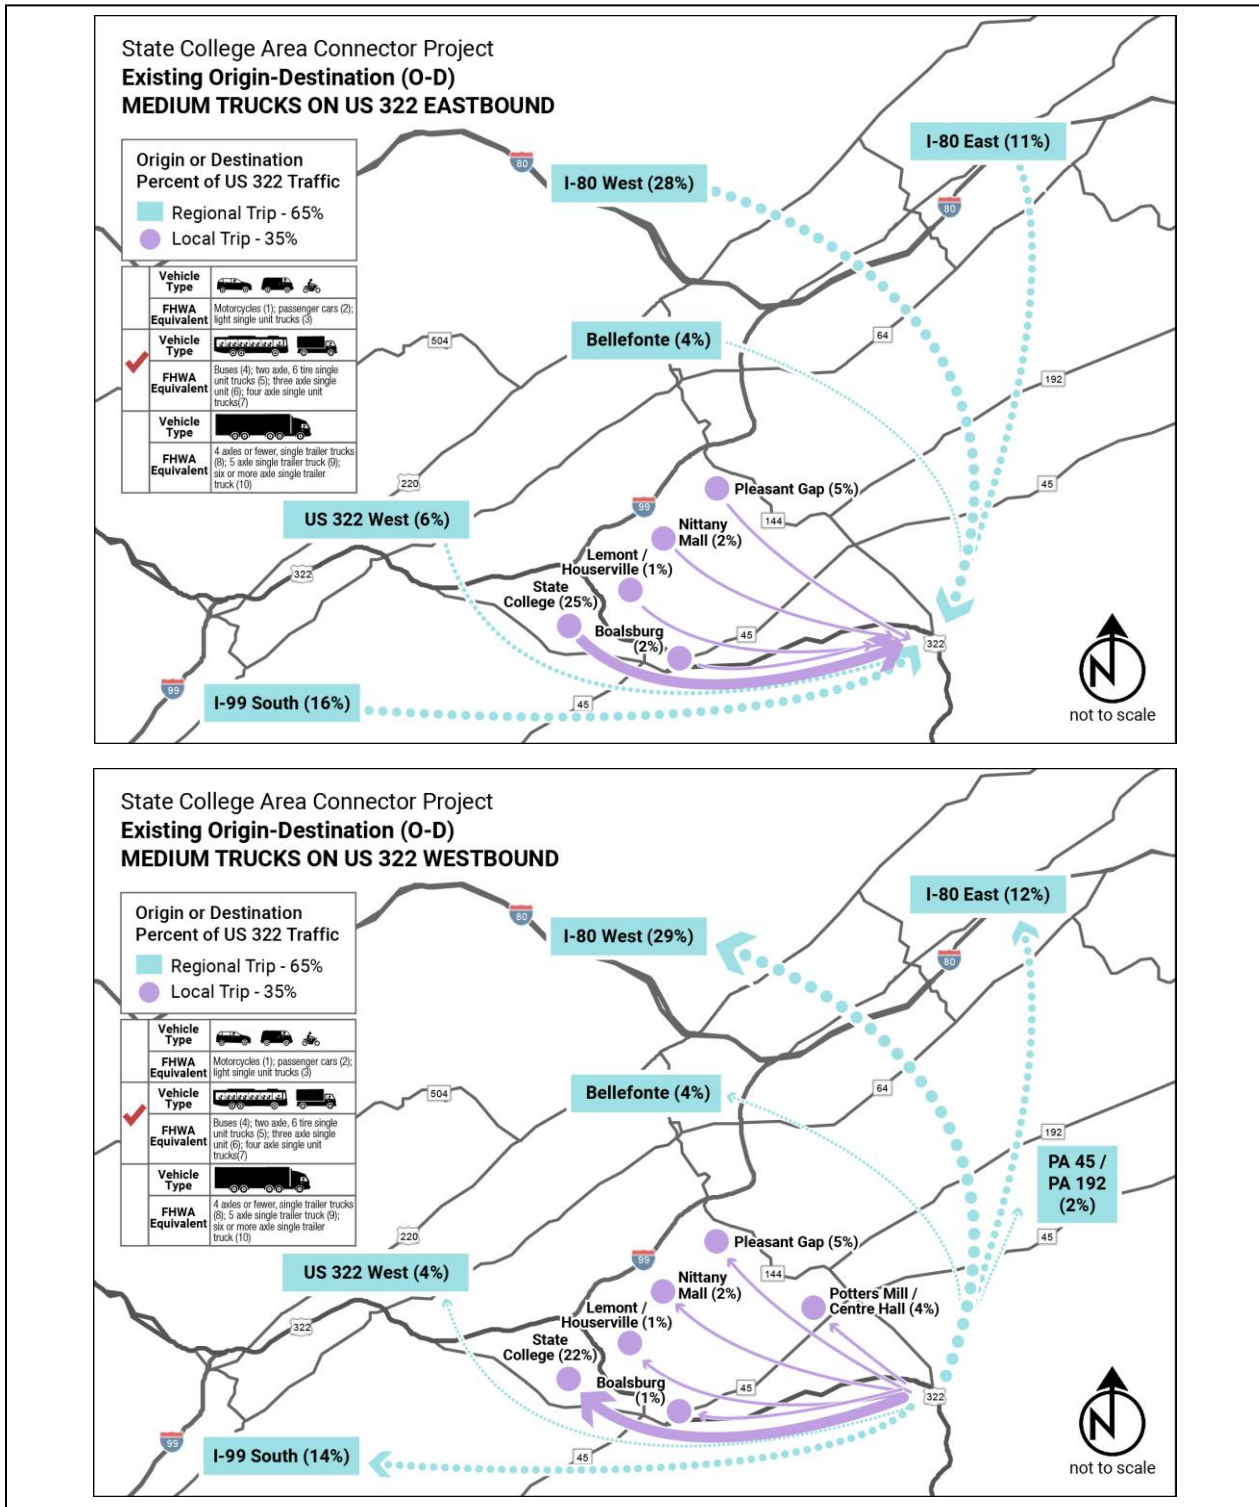 State College Area Connector Project
Existing Origin-Destination (O-D)
MEDIUM TRUCKS ON US 322 EASTBOUND
Origin or Destination
Percent of US 322 Traffic
Regional Trip - 65%
Local Trip - 35%
Vehicle
Type
FHWA
Equivalent
Motorcycles (1); passenger cars (2);
light single unit trucks (3)
Vehicle
Type
FHWA
Equivalent
Buses (4); two axle, 6 tire single
unit trucks (5); three axle single
unit (6); four axle single unit
trucks(7)
Vehicle
Type
FHWA
Equivalent
4 axles or fewer, single trailer trucks
(8); 5 axle single trailer truck (9);
six or more axle single trailer
truck (10)
I-80 East (11%)
80
I-80 West (28%)
80
Bellefonte (4%)
504
64
192
220
45
Pleasant Gap (5%)
99
US 322 West (6%)
144
Nittany
Mall (2%)
Lemont /
Houserville (1%)
322
State
College (25%)
Boalsburg
(2%)
45
322
99
I-99 South (16%)
45
N
not to scale
State College Area Connector Project
Existing Origin-Destination (O-D)
MEDIUM TRUCKS ON US 322 WESTBOUND
Origin or Destination
Percent of US 322 Traffic
Regional Trip - 65%
Local Trip - 35%
Vehicle
Type
FHWA
Equivalent
Motorcycles (1); passenger cars (2);
light single unit trucks (3)
Vehicle
Type
FHWA
Equivalent
Buses (4); two axle, 6 tire single
unit trucks (5); three axle single
unit (6); four axle single unit
trucks(7)
Vehicle
Type
FHWA
Equivalent
4 axles or fewer, single trailer trucks
(8); 5 axle single trailer truck (9);
six or more axle single trailer
truck (10)
I-80 East (12%)
80
I-80 West (29%)
80
Bellefonte (4%)
504
64
192
PA 45 /
PA 192
(2%)
220
45
Pleasant Gap (5%)
99
US 322 West (4%)
144
Nittany
Mall (2%)
Potters Mill /
Centre Hall (4%)
Lemont /
Houserville (1%)
322
State
College (22%)
Boalsburg
(1%)
45
322
99
I-99 South (14%)
45
N
not to scale